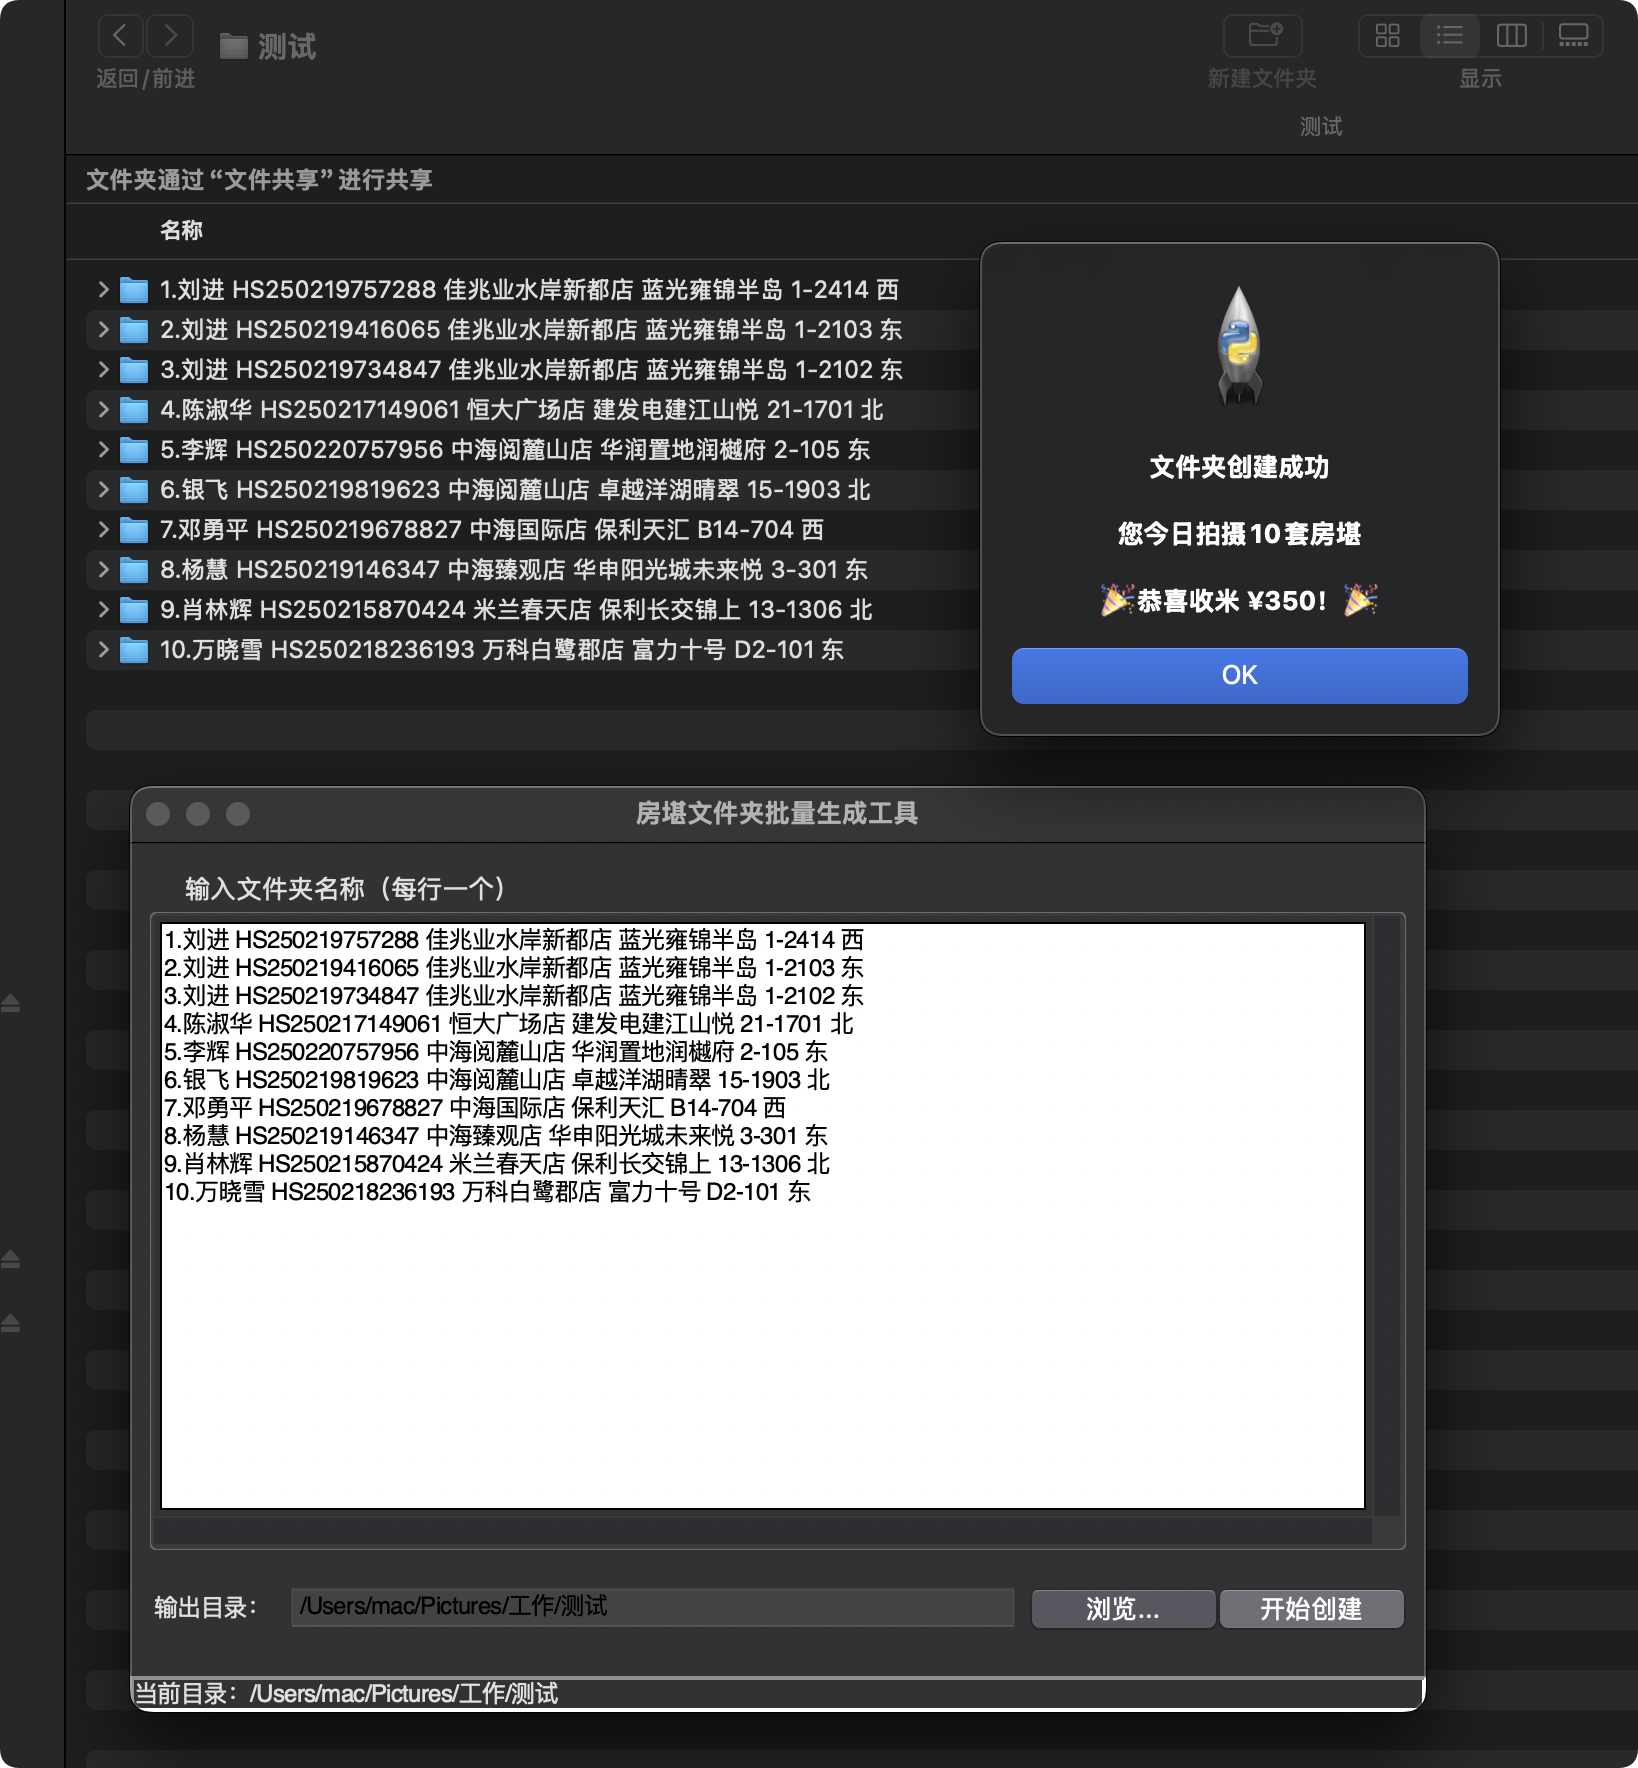 测试
返回/前进
新建文件夹
显示
测试
文件夹通过“文件共享”进行共享
名称
1.刘进 HS250219757288 佳兆业水岸新都店 蓝光雍锦半岛 1-2414 西
2.刘进 HS250219416065 佳兆业水岸新都店 蓝光雍锦半岛 1-2103 东
3.刘进 HS250219734847 佳兆业水岸新都店 蓝光雍锦半岛 1-2102 东
4.陈淑华 HS250217149061 恒大广场店 建发电建江山悦 21-1701 北
5.李辉 HS250220757956 中海阅麓山店 华润置地润樾府 2-105 东
6.银飞 HS250219819623 中海阅麓山店 卓越洋湖晴翠 15-1903 北
7.邓勇平 HS250219678827 中海国际店 保利天汇 B14-704 西
8.杨慧 HS250219146347 中海臻观店 华申阳光城未来悦 3-301 东
9.肖林辉 HS250215870424 米兰春天店 保利长交锦上 13-1306 北
10.万晓雪 HS250218236193 万科白鹭郡店 富力十号 D2-101 东
文件夹创建成功
您今日拍摄10套房堪
🎉恭喜收米 ¥350！🎉
OK
房堪文件夹批量生成工具
输入文件夹名称（每行一个）
1.刘进 HS250219757288 佳兆业水岸新都店 蓝光雍锦半岛 1-2414 西
2.刘进 HS250219416065 佳兆业水岸新都店 蓝光雍锦半岛 1-2103 东
3.刘进 HS250219734847 佳兆业水岸新都店 蓝光雍锦半岛 1-2102 东
4.陈淑华 HS250217149061 恒大广场店 建发电建江山悦 21-1701 北
5.李辉 HS250220757956 中海阅麓山店 华润置地润樾府 2-105 东
6.银飞 HS250219819623 中海阅麓山店 卓越洋湖晴翠 15-1903 北
7.邓勇平 HS250219678827 中海国际店 保利天汇 B14-704 西
8.杨慧 HS250219146347 中海臻观店 华申阳光城未来悦 3-301 东
9.肖林辉 HS250215870424 米兰春天店 保利长交锦上 13-1306 北
10.万晓雪 HS250218236193 万科白鹭郡店 富力十号 D2-101 东
输出目录：
/Users/mac/Pictures/工作/测试
浏览...
开始创建
当前目录：/Users/mac/Pictures/工作/测试